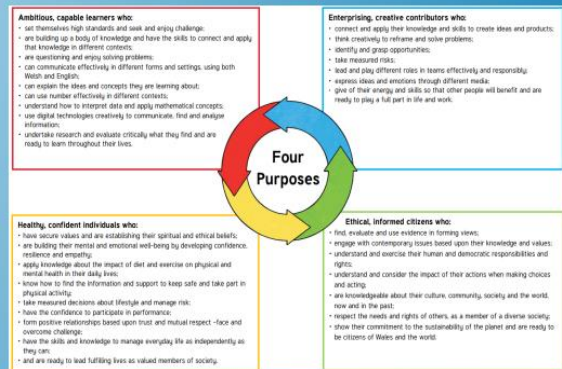 Ambitious, capable learners who:
• set themselves high standards and seek and enjoy challenge;
• are building up a body of knowledge and have the skills to connect and apply
that knowledge in different contexts;
• are questioning and enjoy solving problems;
• can communicate effectively in different forms and settings, using both
Welsh and English;
• can explain the ideas and concepts they are learning about;
• can use number effectively in different contexts;
• understand how to interpret data and apply mathematical concepts;
• use digital technologies creatively to communicate, find and analyse
information;
• undertake research and evaluate critically what they find and are
ready to learn throughout their lives.
Enterprising, creative contributors who:
• connect and apply their knowledge and skills to create ideas and products;
• think creatively to reframe and solve problems;
• identify and grasp opportunities;
• take measured risks;
• lead and play different roles in teams effectively and responsibly;
• express ideas and emotions through different media;
• give of their energy and skills so that other people will benefit and are
ready to play a full part in life and work.
Four
Purposes
Healthy, confident individuals who:
• have secure values and are establishing their spiritual and ethical beliefs;
• are building their mental and emotional well-being by developing confidence,
resilience and empathy;
• apply knowledge about the impact of diet and exercise on physical and
mental health in their daily lives;
• know how to find the information and support to keep safe and take part in
physical activity;
• take measured decisions about lifestyle and manage risk;
• have the confidence to participate in performance;
• form positive relationships based upon trust and mutual respect -face and
overcome challenge;
• have the skills and knowledge to manage everyday life as independently as
they can;
• and are ready to lead fulfilling lives as valued members of society.
Ethical, informed citizens who:
• find, evaluate and use evidence in forming views;
• engage with contemporary issues based upon their knowledge and values;
• understand and exercise their human and democratic responsibilities and
rights;
• understand and consider the impact of their actions when making choices
and acting;
• are knowledgeable about their culture, community, society and the world,
now and in the past;
• respect the needs and rights of others, as a member of a diverse society;
• show their commitment to the sustainability of the planet and are ready to
be citizens of Wales and the world.